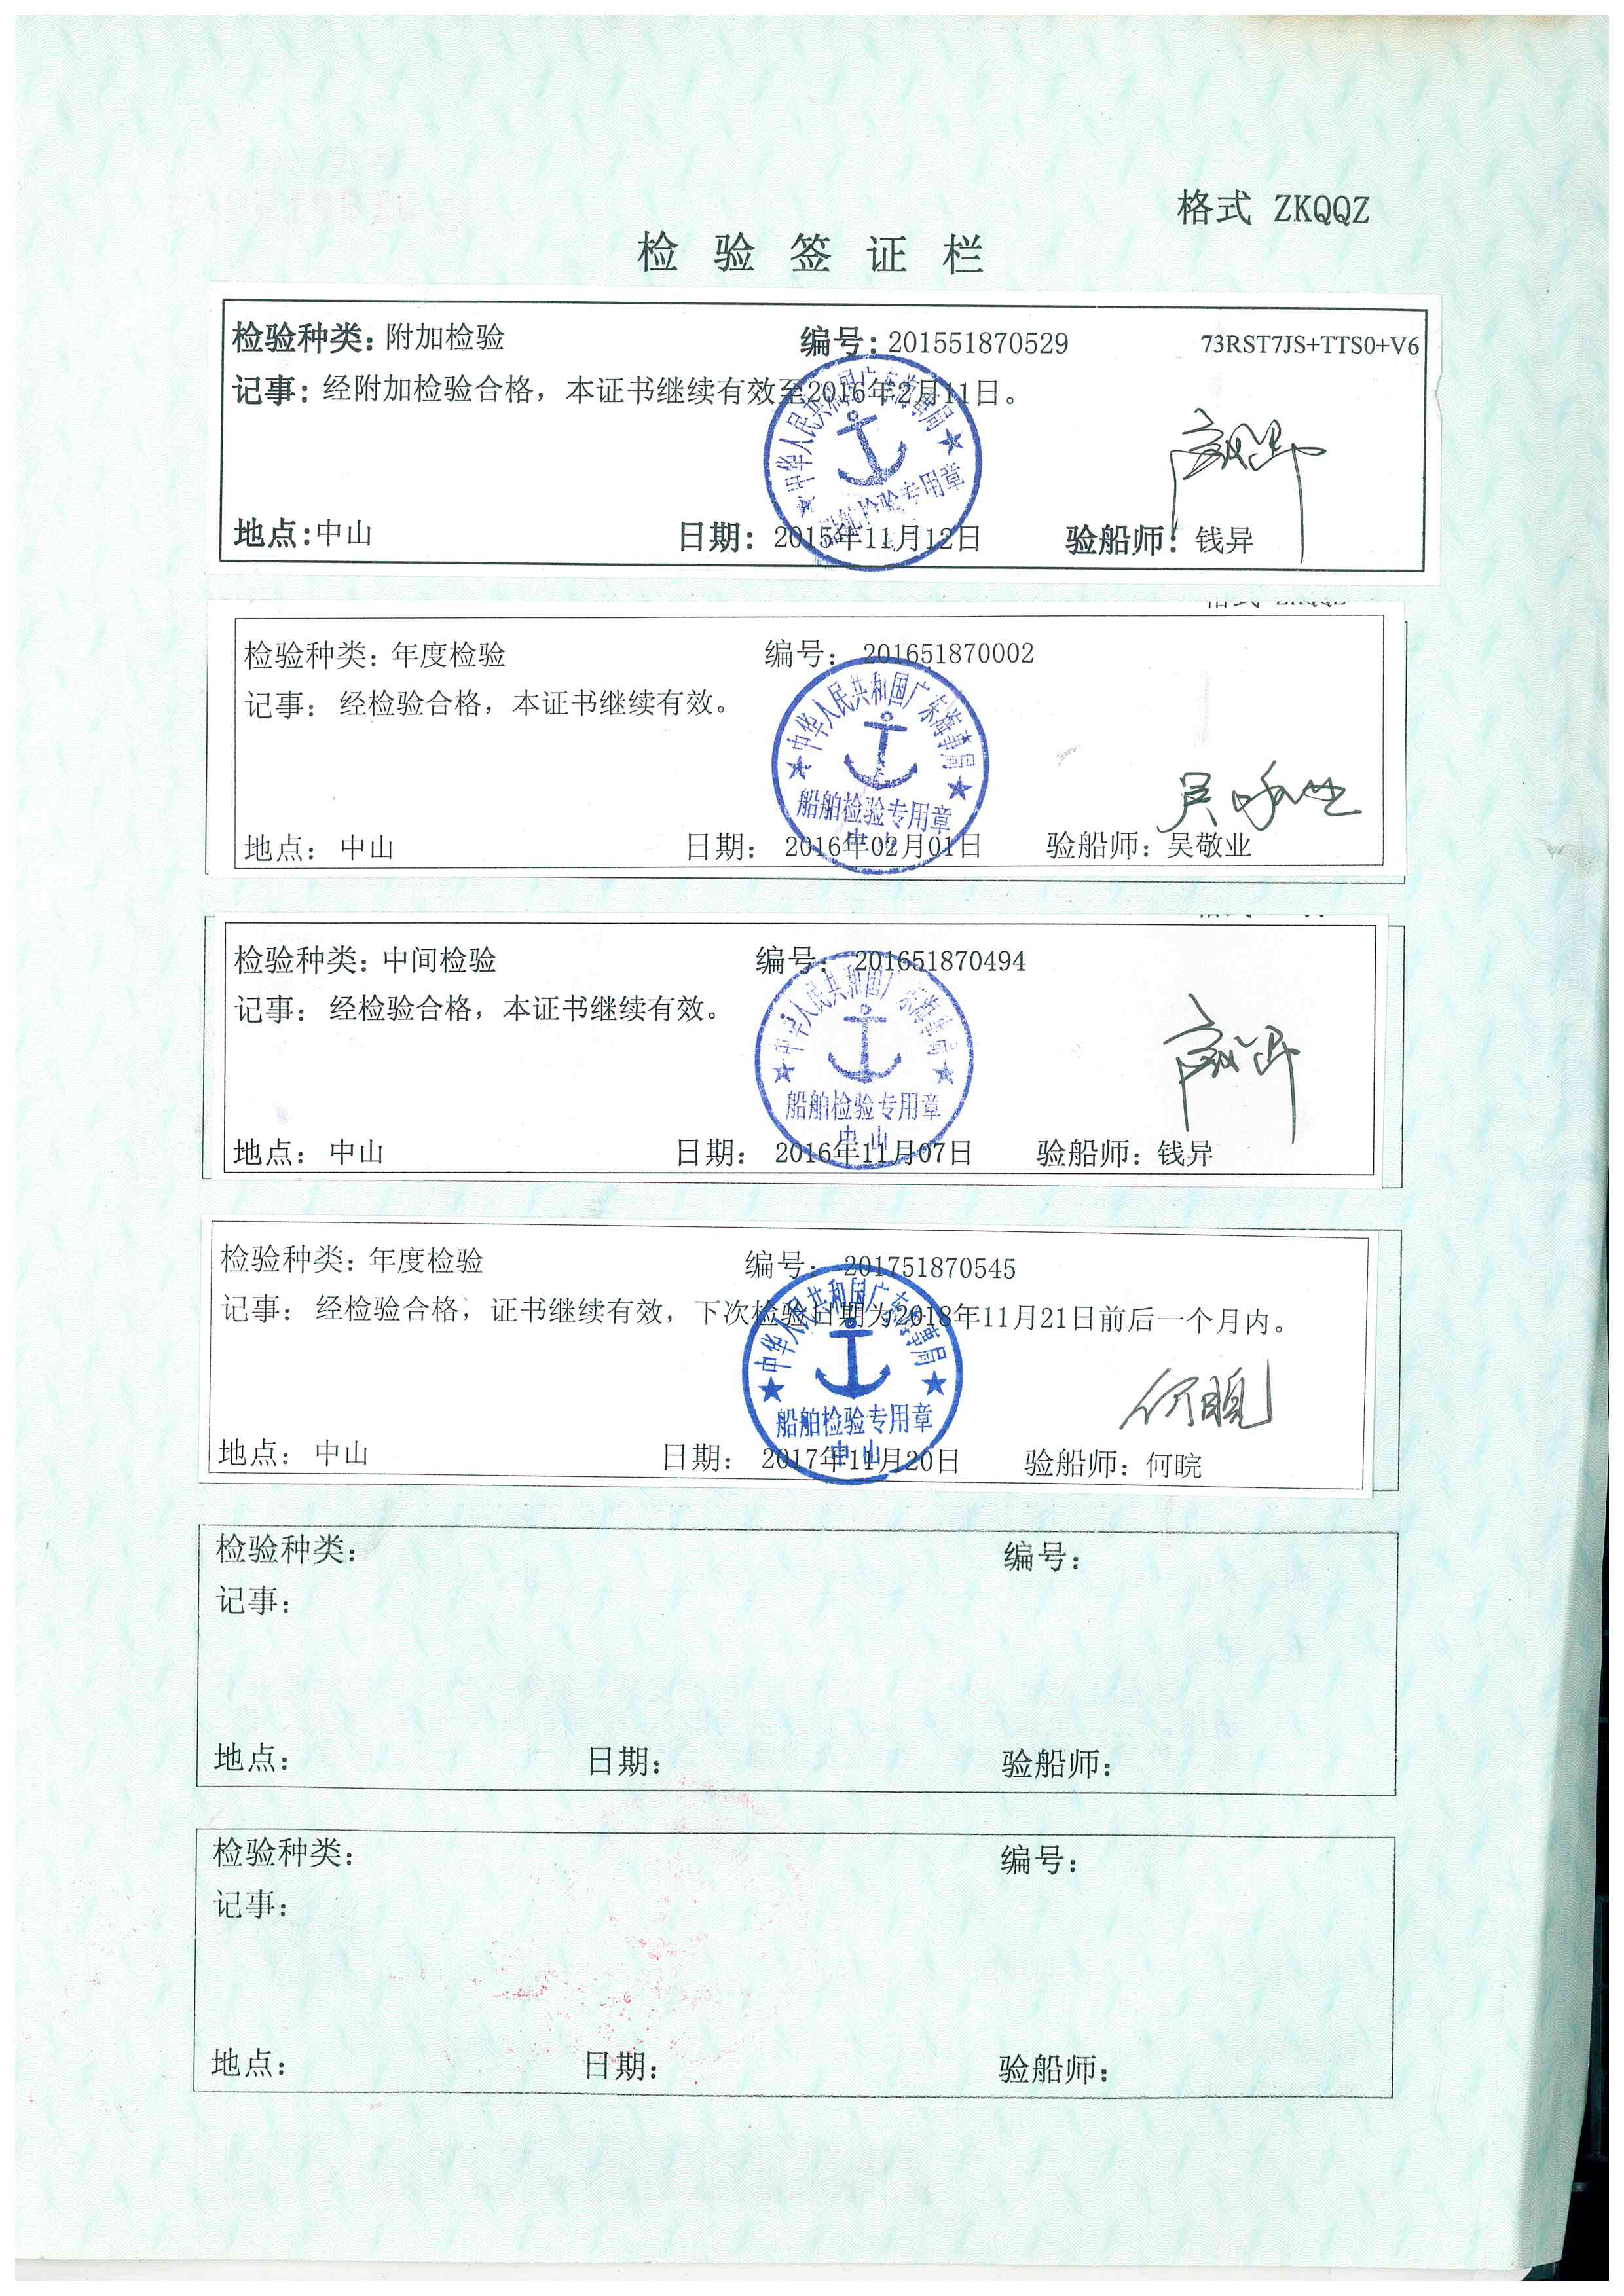 格式 ZKQQZ
检验签证栏
检验种类: 附加检验 编号: 201551870529 73RST7JS+TTS0+V6
记事: 经附加检验合格，本证书继续有效至2016年2月11日。
中华人民共和国广东海事局
船舶检验专用章
地点: 中山 日期: 2015年11月12日 验船师: 钱异
检验种类: 年度检验 编号: 201651870002
记事: 经检验合格，本证书继续有效。
中华人民共和国广东海事局
船舶检验专用章
中山
地点: 中山 日期: 2016年02月01日 验船师: 吴敬业
检验种类: 中间检验 编号: 201651870494
记事: 经检验合格，本证书继续有效。
中华人民共和国广东海事局
船舶检验专用章
中山
地点: 中山 日期: 2016年11月07日 验船师: 钱异
检验种类: 年度检验 编号: 201751870545
记事: 经检验合格，证书继续有效，下次检验日期为2018年11月21日前后一个月内。
中华人民共和国广东海事局
船舶检验专用章
中山
何晥
地点: 中山 日期: 2017年11月20日 验船师: 何晥
检验种类: 编号:
记事:
地点: 日期: 验船师:
检验种类: 编号:
记事:
地点: 日期: 验船师: